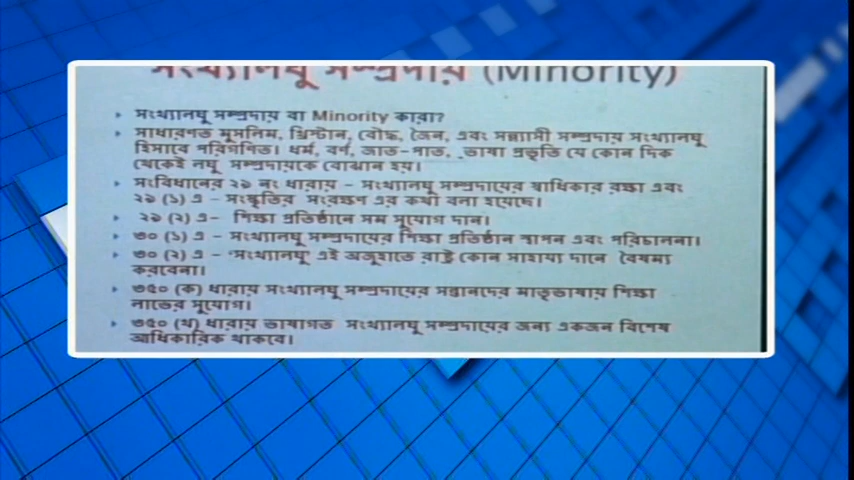 সংখ্যালঘু সম্প্রদায় (Minority)
সংখ্যালঘু সম্প্রদায় বা Minority কারা?
সাধারণত মুসলিম, খ্রিস্টান, বৌদ্ধ, জৈন, এবং সন্ন্যাসী সম্প্রদায় সংখ্যালঘু
হিসাবে পরিগণিত। ধর্ম, বর্ণ, জাত-পাত, ভাষা প্রভৃতি যে কোন দিক
থেকেই লঘু সম্প্রদায়কে বোঝান হয়।
সংবিধানের ২৯ নং ধারায় - সংখ্যালঘু সম্প্রদায়ের স্বাধিকার রক্ষা এবং
২৯ (১) এ - সংস্কৃতির সংরক্ষণ এর কথা বলা হয়েছে।
২৯ (২) এ- শিক্ষা প্রতিষ্ঠানে সম সুযোগ দান।
৩০ (১) এ - সংখ্যালঘু সম্প্রদায়ের শিক্ষা প্রতিষ্ঠান স্থাপন এবং পরিচালনা।
৩০ (২) এ - 'সংখ্যালঘু' এই অজুহাতে রাষ্ট্র কোন সাহায্য দানে বৈষম্য
করবেনা।
৩৫০ (ক) ধারায় সংখ্যালঘু সম্প্রদায়ের সন্তানদের মাতৃভাষায় শিক্ষা
লাভের সুযোগ।
৩৫০ (খ) ধারায় ভাষাগত সংখ্যালঘু সম্প্রদায়ের জন্য একজন বিশেষ
আধিকারিক থাকবে।